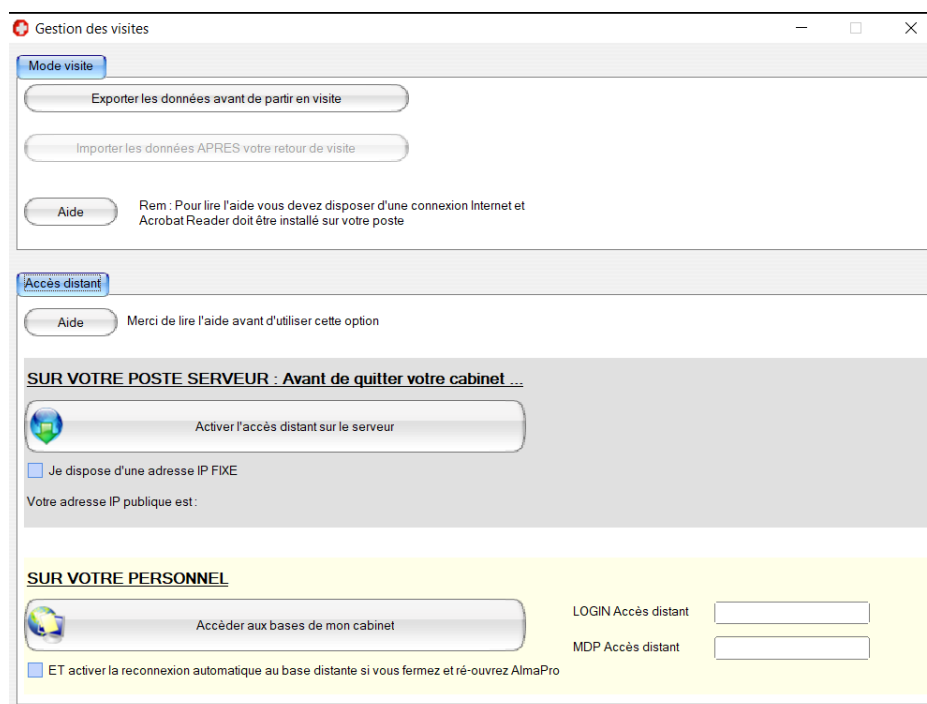 Gestion des visites
Mode visite
Exporter les données avant de partir en visite
Importer les données APRES votre retour de visite
Aide
Rem : Pour lire l'aide vous devez disposer d'une connexion Internet et
Acrobat Reader doit être installé sur votre poste
Accès distant
Aide
Merci de lire l'aide avant d'utiliser cette option
SUR VOTRE POSTE SERVEUR : Avant de quitter votre cabinet ...
Activer l'accès distant sur le serveur
Je dispose d'une adresse IP FIXE
Votre adresse IP publique est :
SUR VOTRE PERSONNEL
Accèder aux bases de mon cabinet
LOGIN Accès distant
MDP Accès distant
ET activer la reconnexion automatique au base distante si vous fermez et ré-ouvrez AlmaPro